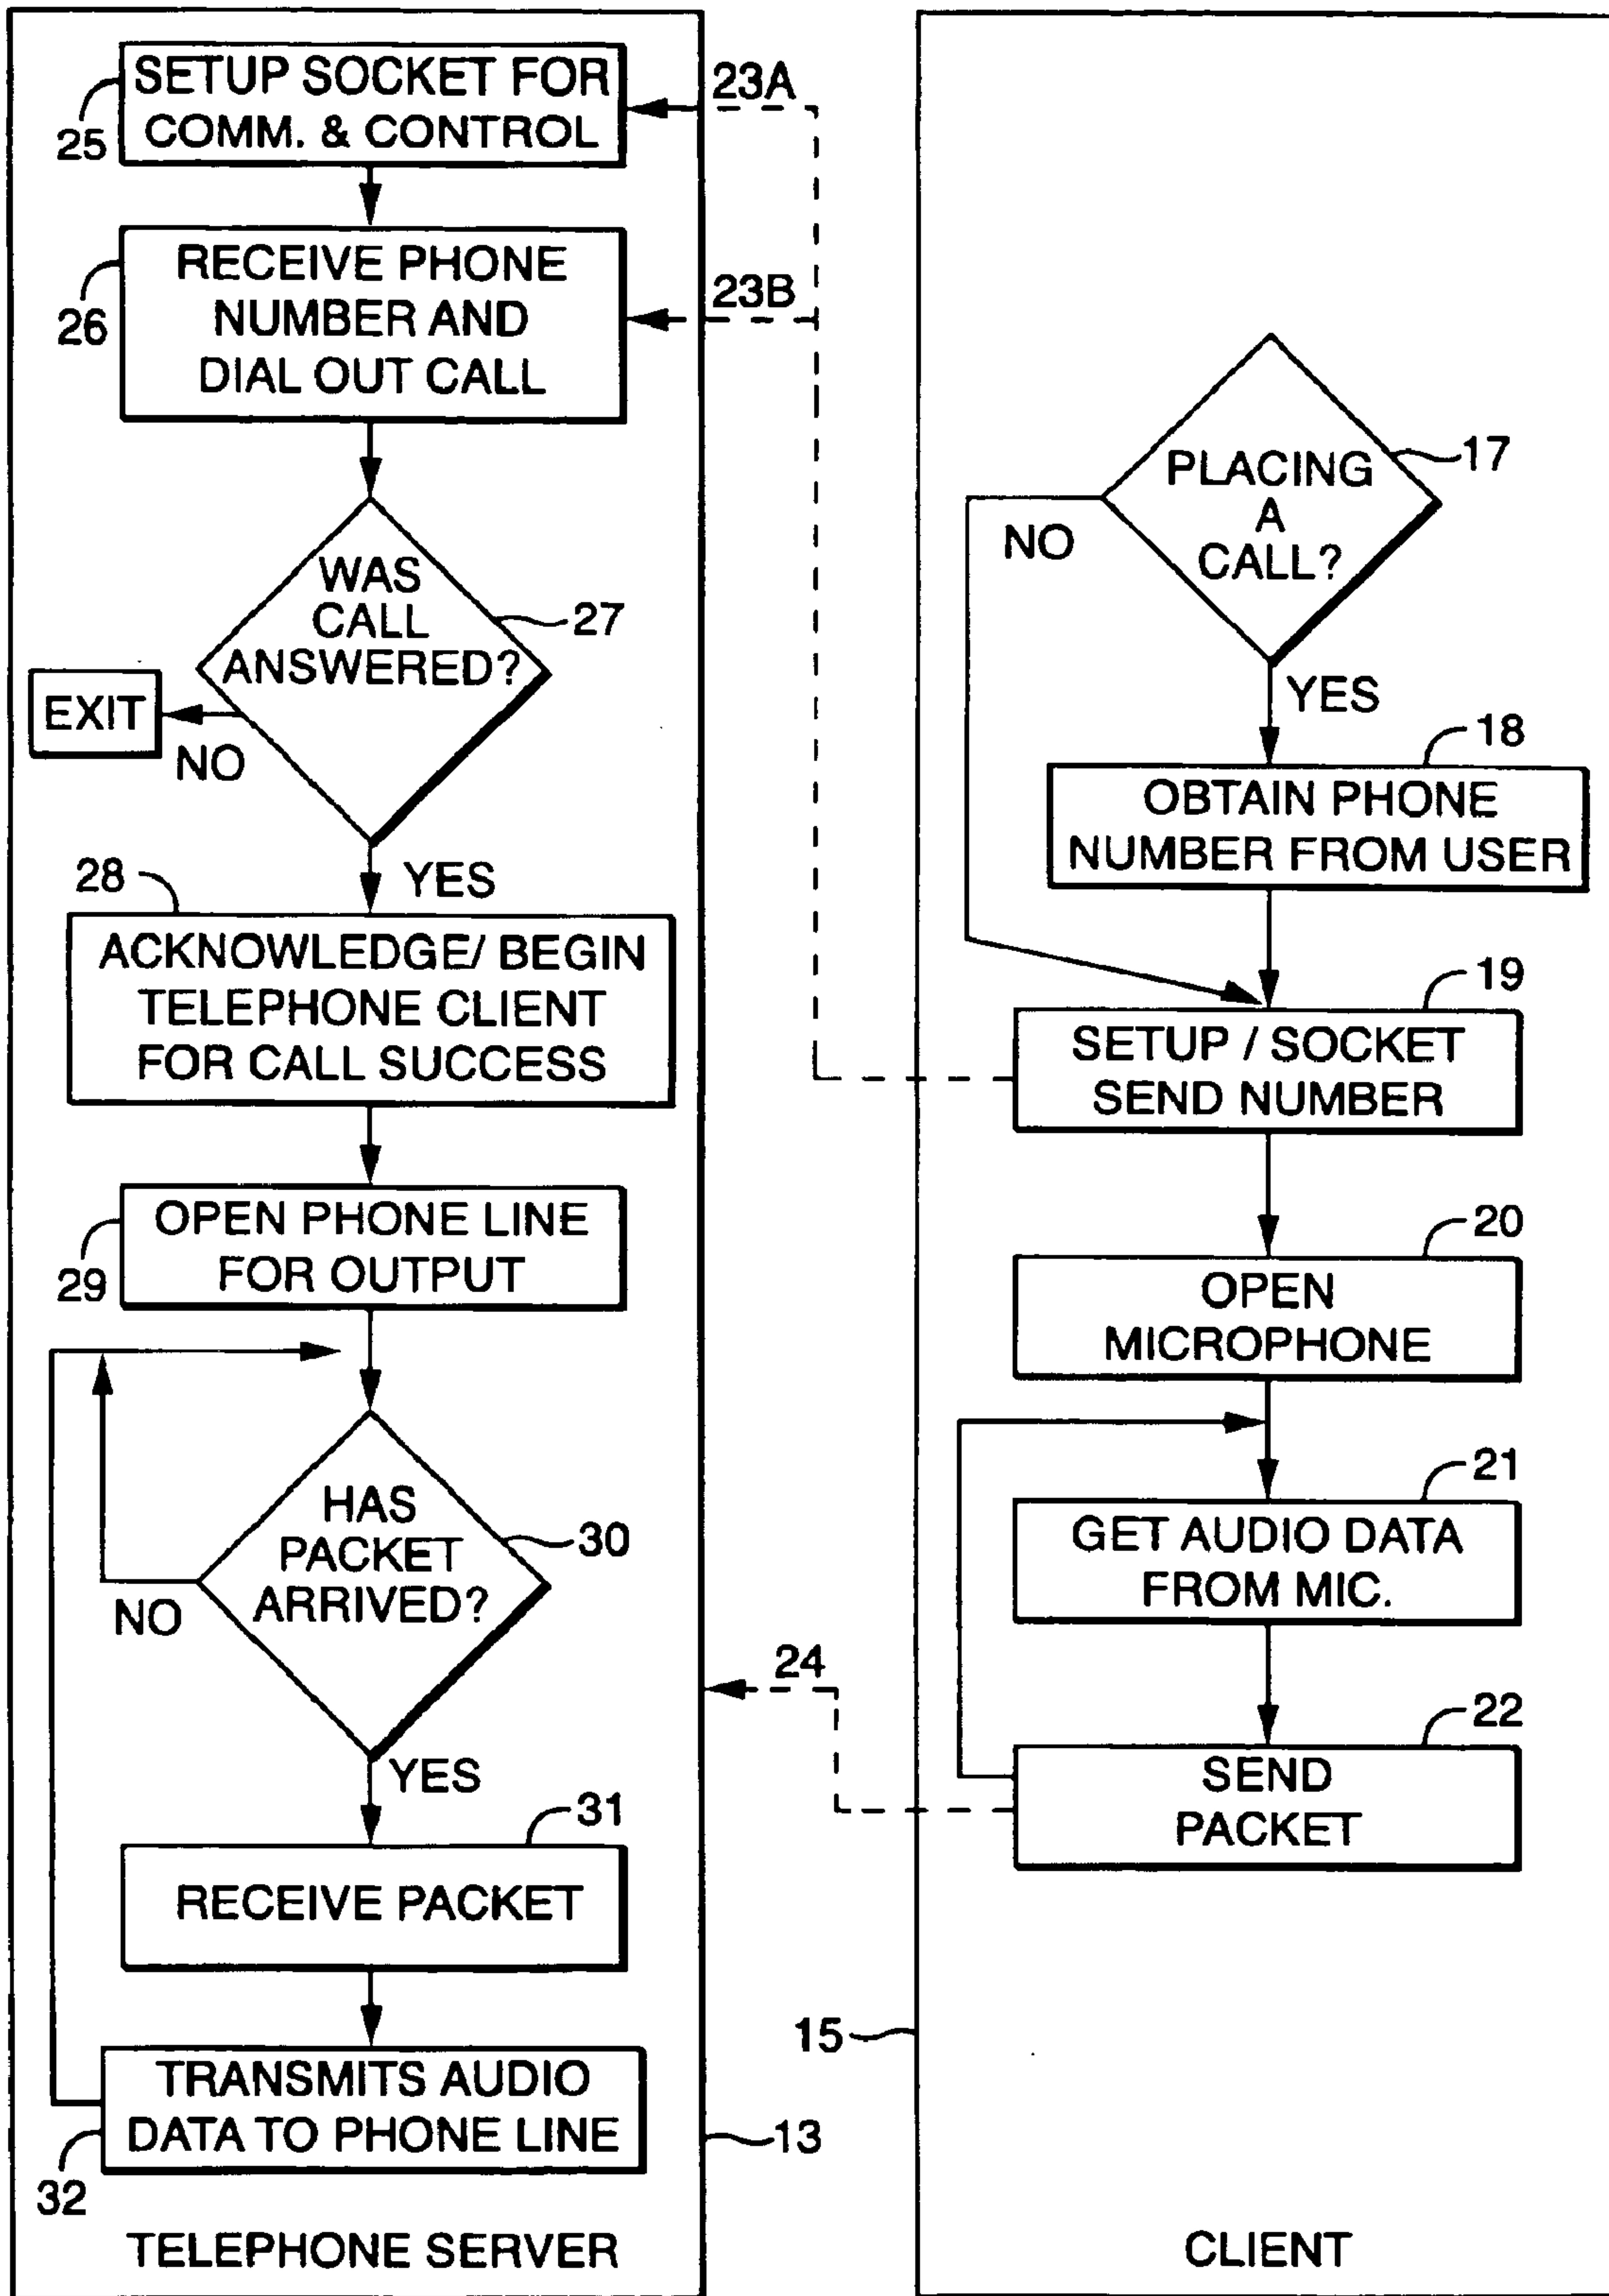 SETUP SOCKET FOR
COMM. & CONTROL
25
23A
RECEIVE PHONE
NUMBER AND
DIAL OUT CALL
26
23B
WAS
CALL
ANSWERED?
27
EXIT
NO
YES
28
ACKNOWLEDGE/ BEGIN
TELEPHONE CLIENT
FOR CALL SUCCESS
OPEN PHONE LINE
FOR OUTPUT
29
HAS
PACKET
ARRIVED?
30
NO
YES
24
31
RECEIVE PACKET
TRANSMITS AUDIO
DATA TO PHONE LINE
32
13
TELEPHONE SERVER
PLACING
A
CALL?
17
NO
YES
18
OBTAIN PHONE
NUMBER FROM USER
19
SETUP / SOCKET
SEND NUMBER
20
OPEN
MICROPHONE
21
GET AUDIO DATA
FROM MIC.
22
SEND
PACKET
15
CLIENT